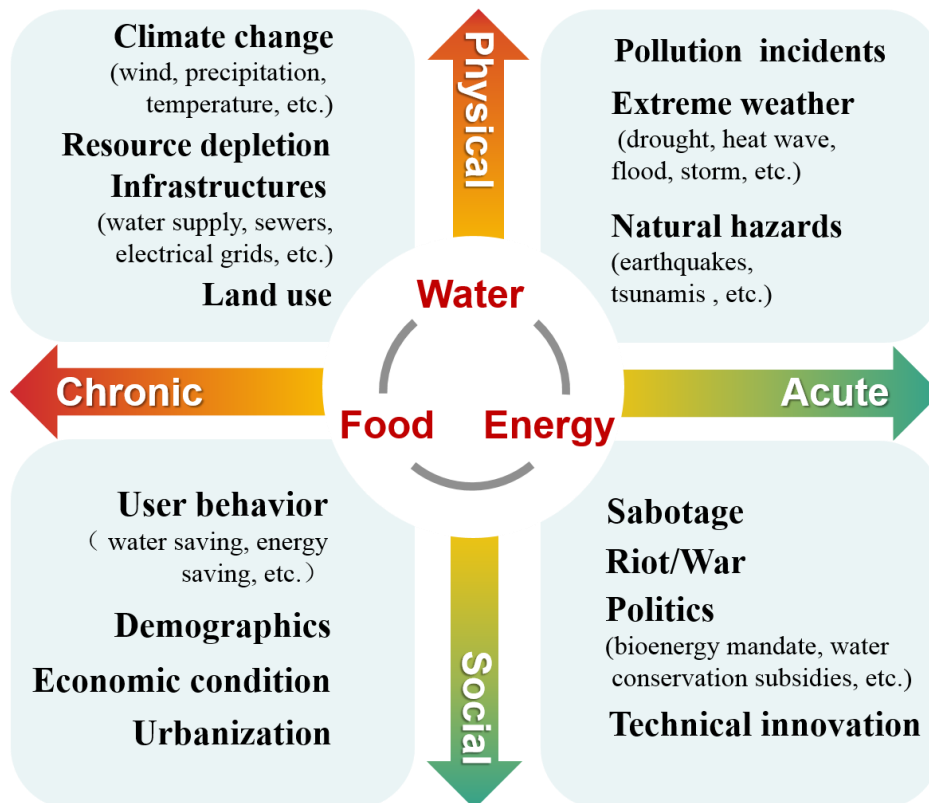 Climate change
(wind, precipitation,
temperature, etc.)
Resource depletion
Infrastructures
(water supply, sewers,
electrical grids, etc.)
Land use
Physical
Pollution incidents
Extreme weather
(drought, heat wave,
flood, storm, etc.)
Natural hazards
(earthquakes,
tsunamis , etc.)
Water
Chronic
Acute
Food
Energy
User behavior
（ water saving, energy
saving, etc.）
Demographics
Economic condition
Urbanization
Social
Sabotage
Riot/War
Politics
(bioenergy mandate, water
conservation subsidies, etc.)
Technical innovation